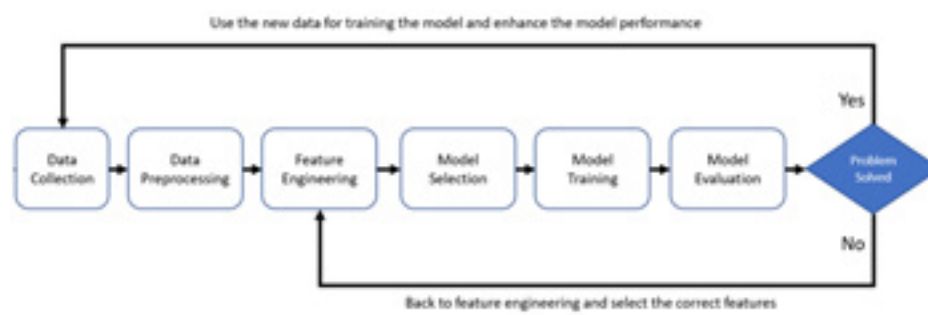 Use the new data for training the model and enhance the model performance
Yes
Data
Collection
Data
Preprocessing
Feature
Engineering
Model
Selection
Model
Training
Model
Evaluation
Problem
Solved
No
Back to feature engineering and select the correct features